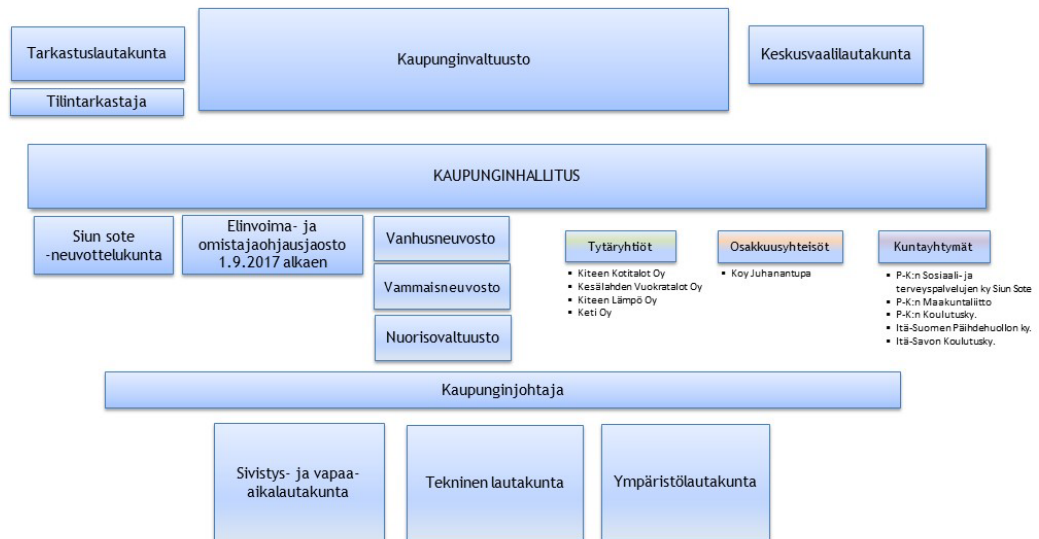 Tarkastuslautakunta
Kaupunginvaltuusto
Keskusvaalilautakunta
Tilintarkastaja
KAUPUNGINHALLITUS
Siun sote
-neuvottelukunta
Elinvoima- ja
omistajaohjausjaosto
1.9.2017 alkaen
Vanhusneuvosto
Vammaisneuvosto
Nuorisovaltuusto
Tytäryhtiöt
▪ Kiteen Kotitalot Oy
▪ Kesälahden Vuokratalot Oy
▪ Kiteen Lämpö Oy
▪ Keti Oy
Osakkuusyhteisöt
▪ Koy Juhanantupa
Kuntayhtymät
▪ P-K:n Sosiaali- ja
terveyspalvelujen ky Siun Sote
▪ P-K:n Maakuntaliitto
▪ P-K:n Koulutusky.
▪ Itä-Suomen Päihdehuollon ky.
▪ Itä-Savon Koulutusky.
Kaupunginjohtaja
Sivistys- ja vapaa-
aikalautakunta
Tekninen lautakunta
Ympäristölautakunta